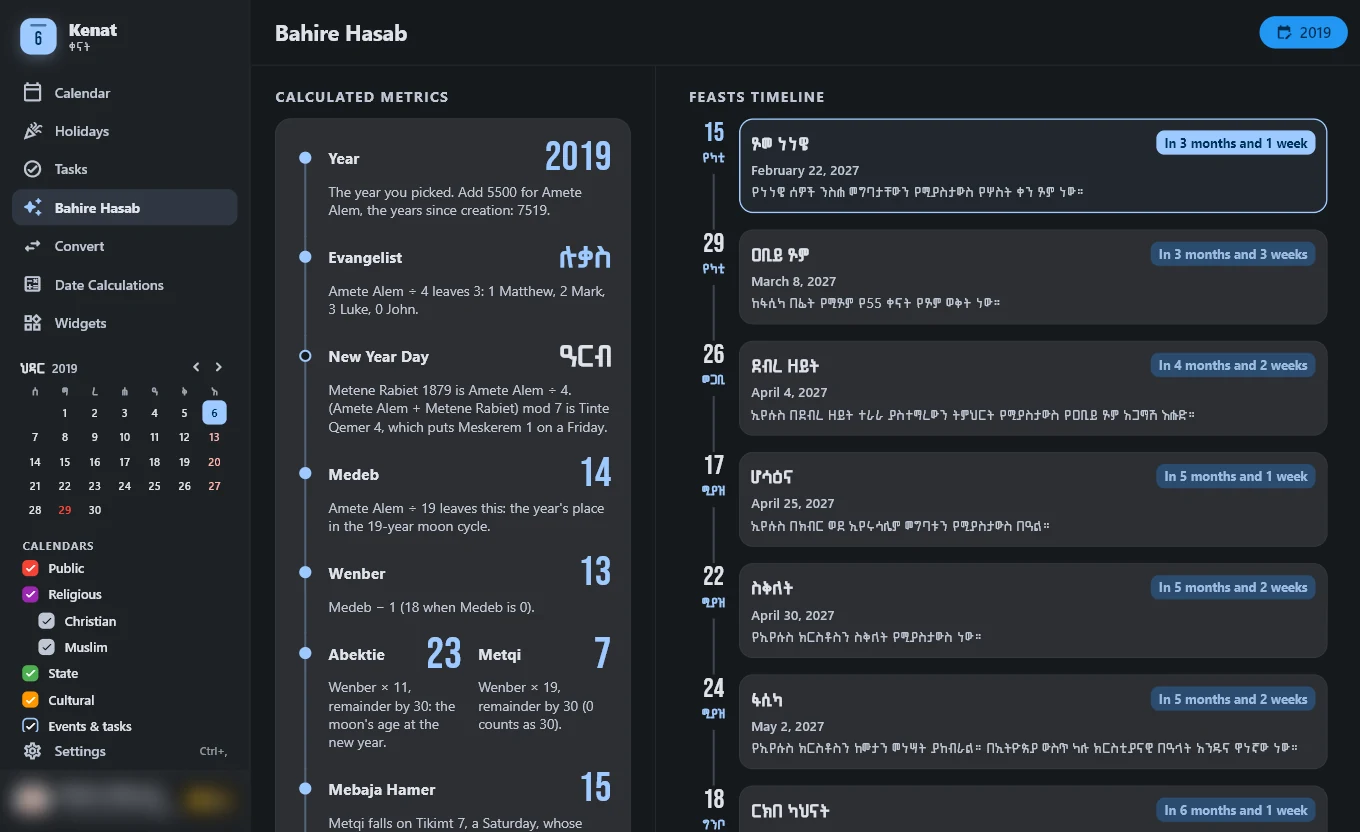 Kenat
ቀናት
6
Calendar
Holidays
Tasks
Bahire Hasab
Convert
Date Calculations
Widgets
ህዳር 2019
ሰ ማ ረ ሐ ዓ ቅ እ
1 2 3 4 5 6
7 8 9 10 11 12 13
14 15 16 17 18 19 20
21 22 23 24 25 26 27
28 29 30
CALENDARS
Public
Religious
Christian
Muslim
State
Cultural
Events & tasks
Settings Ctrl+,
Bahire Hasab
2019
CALCULATED METRICS
Year 2019
The year you picked. Add 5500 for Amete
Alem, the years since creation: 7519.
Evangelist ሉቃስ
Amete Alem ÷ 4 leaves 3: 1 Matthew, 2 Mark,
3 Luke, 0 John.
New Year Day ዓርብ
Metene Rabiet 1879 is Amete Alem ÷ 4.
(Amete Alem + Metene Rabiet) mod 7 is Tinte
Qemer 4, which puts Meskerem 1 on a Friday.
Medeb 14
Amete Alem ÷ 19 leaves this: the year's place
in the 19-year moon cycle.
Wenber 13
Medeb − 1 (18 when Medeb is 0).
Abektie 23
Wenber × 11,
remainder by 30: the
moon's age at the
new year.
Metqi 7
Wenber × 19,
remainder by 30 (0
counts as 30).
Mebaja Hamer 15
Metqi falls on Tikimt 7, a Saturday, whose
FEASTS TIMELINE
15
የካቲ
ጾመ ነነዌ
In 3 months and 1 week
February 22, 2027
የነነዌ ሰዎች ንስሐ መግባታቸውን የሚያስታውስ የሦስት ቀን ጾም ነው።
29
የካቲ
ዐቢይ ጾም
In 3 months and 3 weeks
March 8, 2027
ከፋሲካ በፊት የሚጾም የ55 ቀናት የጾም ወቅት ነው።
26
መጋቢ
ደብረ ዘይት
In 4 months and 2 weeks
April 4, 2027
ኢየሱስ በደብረ ዘይት ተራራ ያስተማረውን ትምህርት የሚያስታውስ የዐቢይ ጾም አጋማሽ እሑድ።
17
ሚያዝ
ሆሳዕና
In 5 months and 1 week
April 25, 2027
ኢየሱስ በክብር ወደ ኢየሩሳሌም መግባቱን የሚያስታውስ በዓል።
22
ሚያዝ
ስቅለት
In 5 months and 2 weeks
April 30, 2027
የኢየሱስ ክርስቶስን ስቅለት የሚያስታውስ ነው።
24
ሚያዝ
ፋሲካ
In 5 months and 2 weeks
May 2, 2027
የኢየሱስ ክርስቶስን ከሙታን መነሣት ያከብራል። በኢትዮጵያ ውስጥ ካሉ ክርስቲያናዊ በዓላት አንዱና ዋነኛው ነው።
18
ግንቦ
ርክበ ካህናት
In 6 months and 1 week